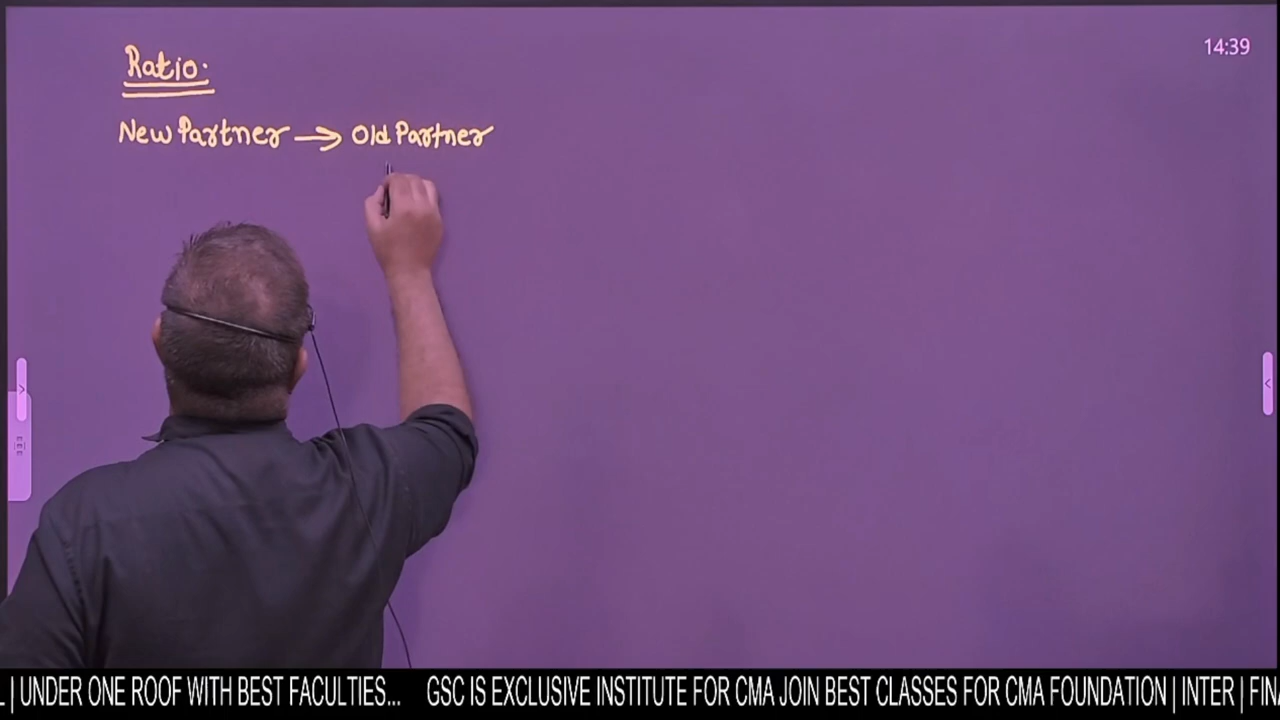 Ratio.
14:39
New Partner → Old Partner
| UNDER ONE ROOF WITH BEST FACULTIES... GSC IS EXCLUSIVE INSTITUTE FOR CMA JOIN BEST CLASSES FOR CMA FOUNDATION | INTER | FIN